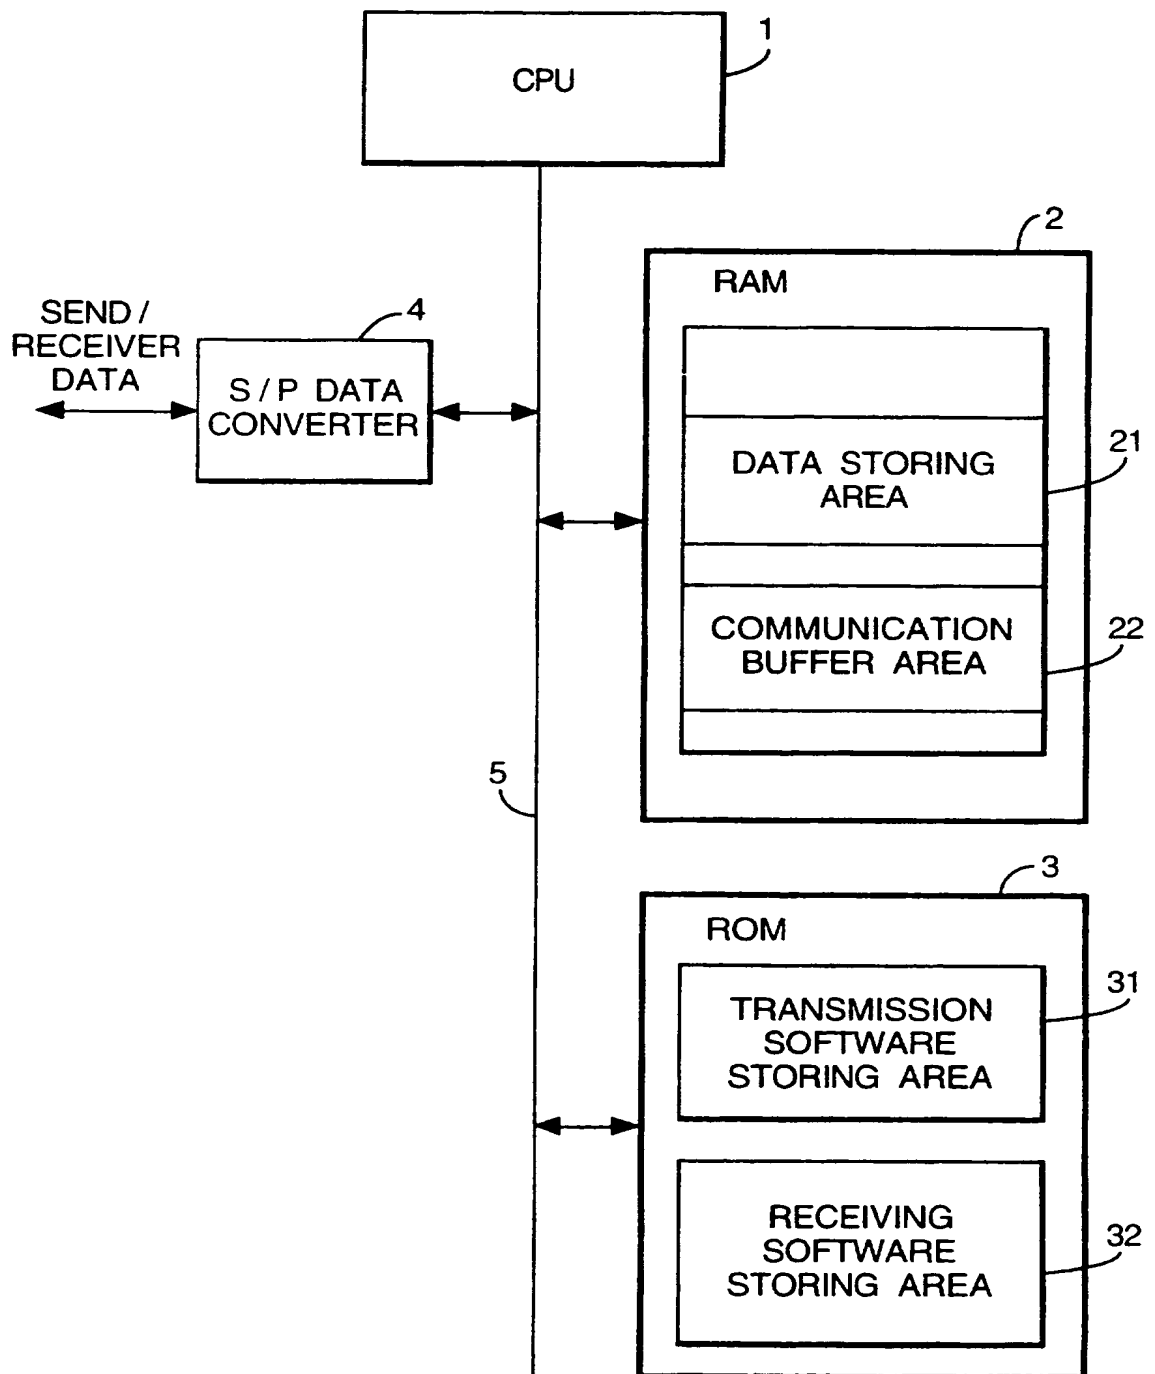 1
CPU
2
RAM
SEND/
RECEIVER
DATA
4
S/P DATA
CONVERTER
21
DATA STORING
AREA
22
COMMUNICATION
BUFFER AREA
5
3
ROM
31
TRANSMISSION
SOFTWARE
STORING AREA
32
RECEIVING
SOFTWARE
STORING AREA